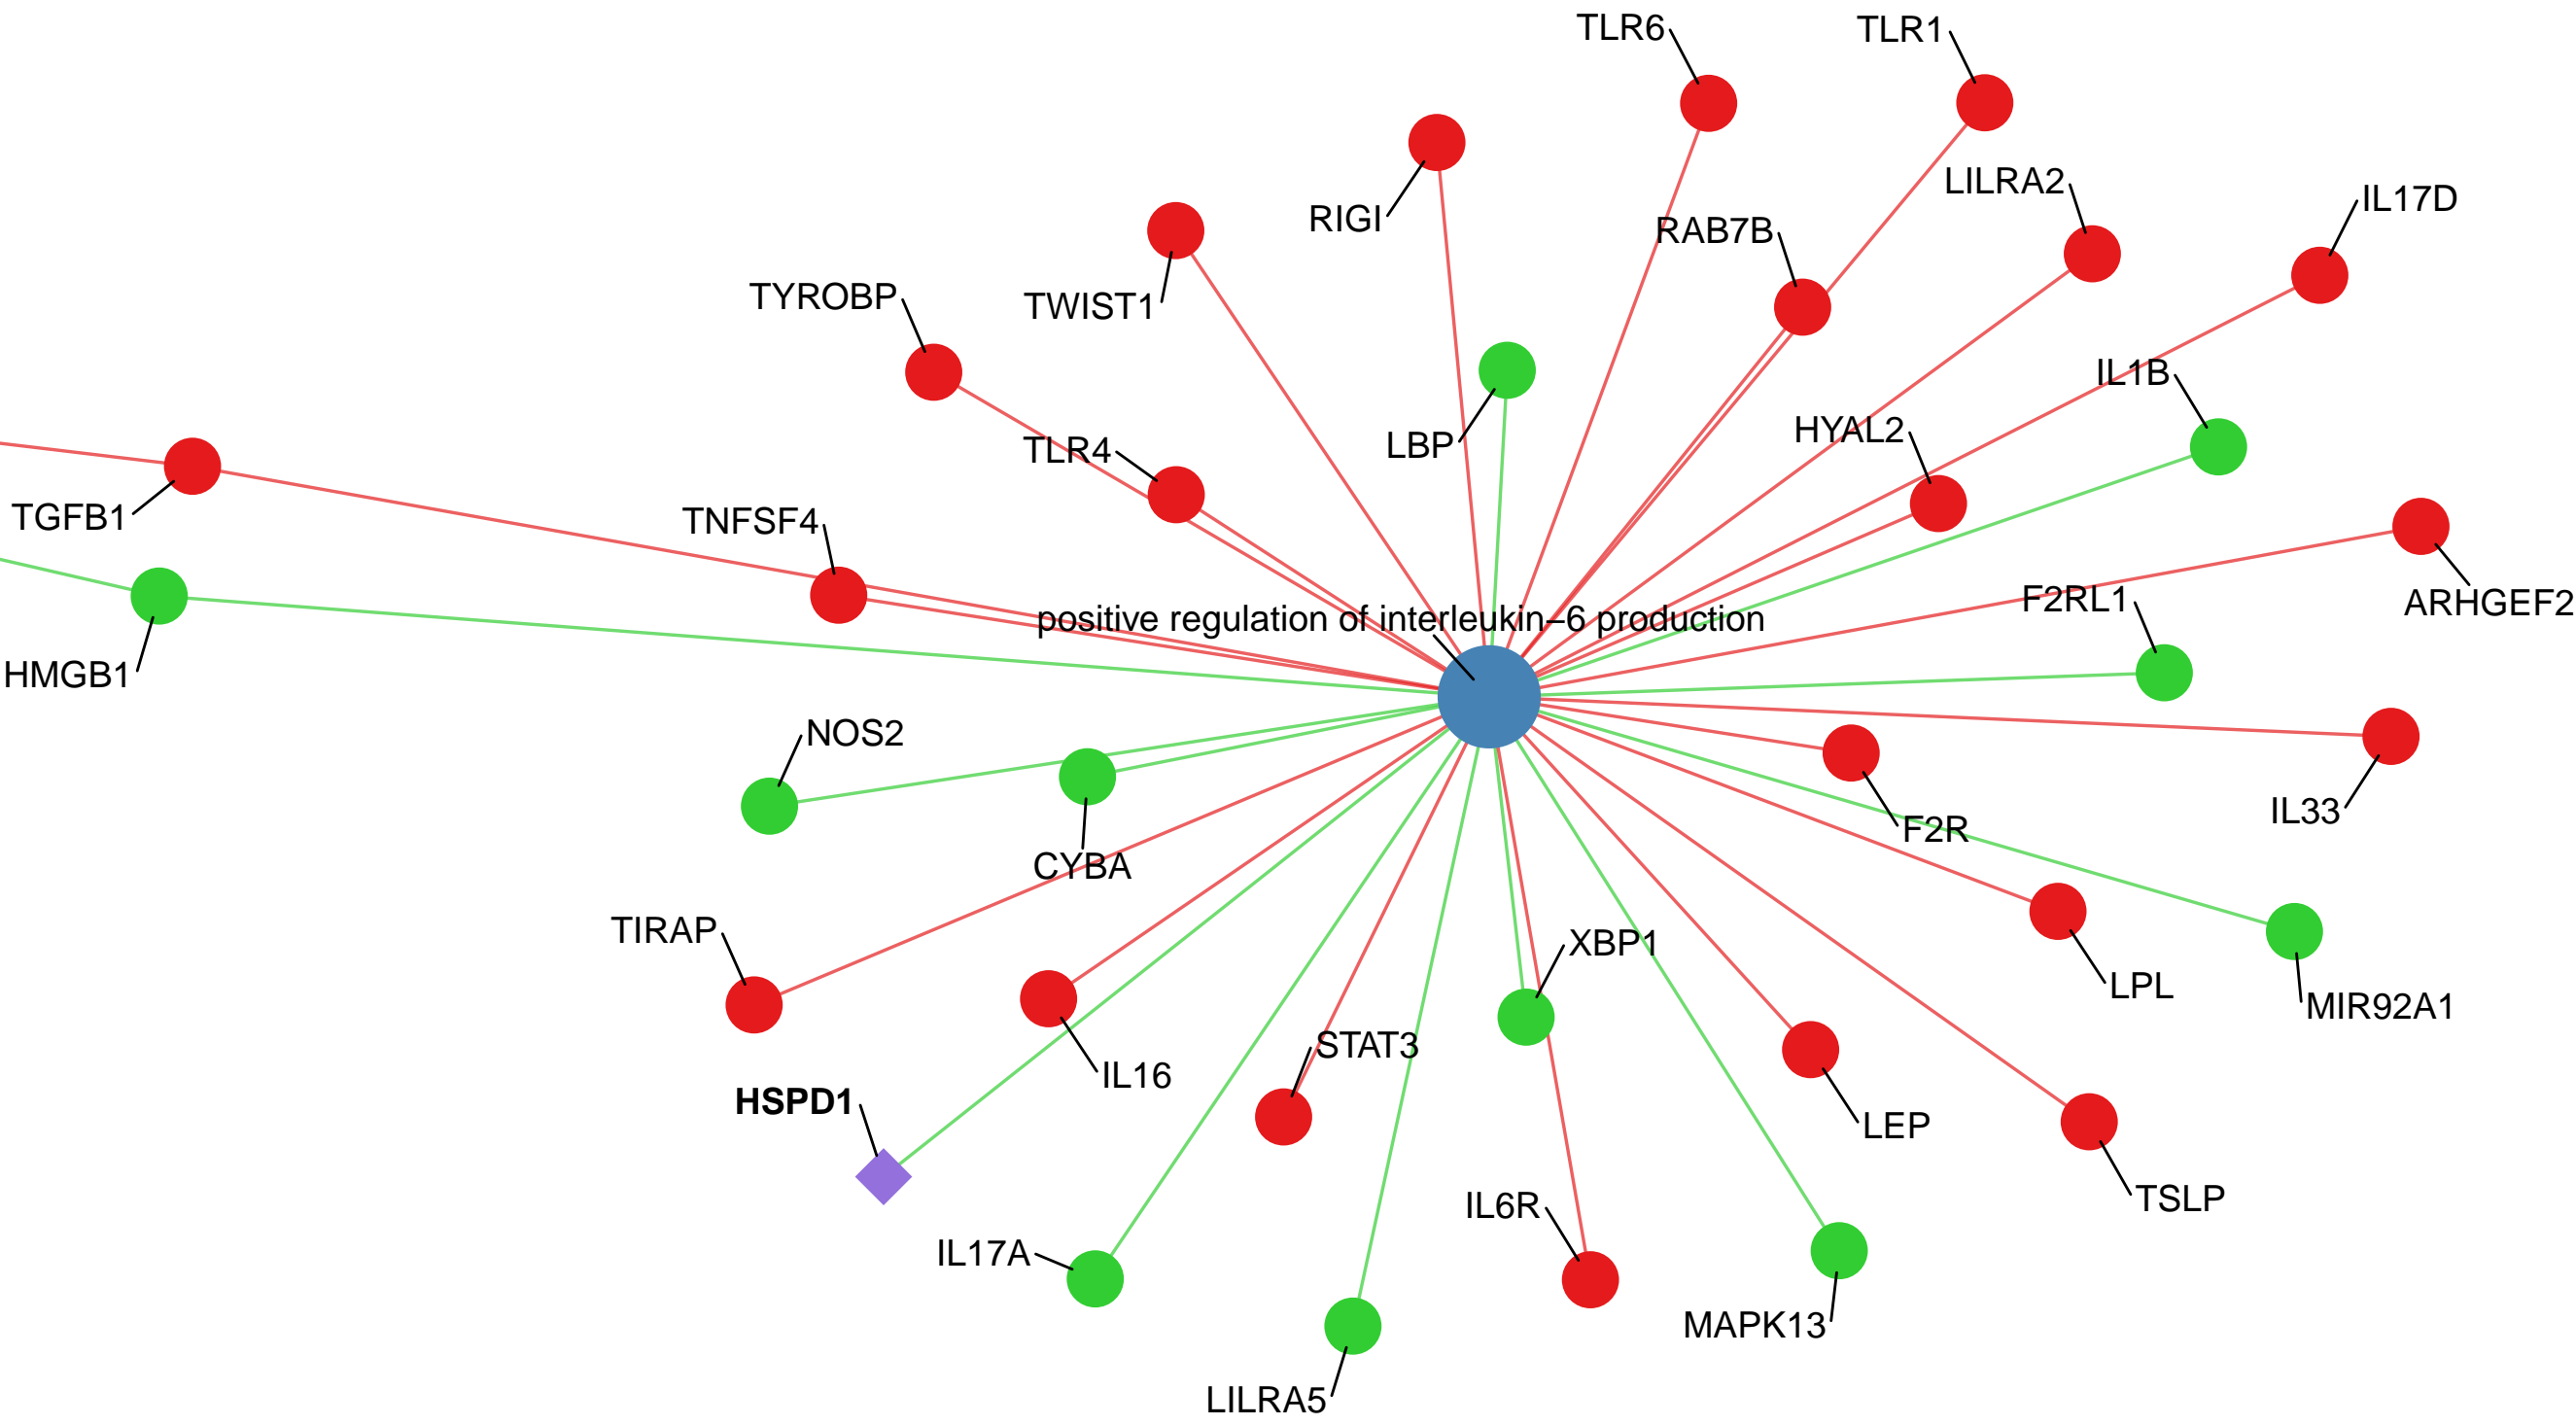 TLR6
TLR1
LILRA2
IL17D
RIGI
RAB7B
TYROBP
TWIST1
IL1B
HYAL2
LBP
TLR4
TGFB1
TNFSF4
F2RL1
ARHGEF2
positive regulation of interleukin−6 production
HMGB1
NOS2
IL33
F2R
CYBA
TIRAP
XBP1
LPL
MIR92A1
STAT3
IL16
HSPD1
LEP
TSLP
IL6R
IL17A
MAPK13
LILRA5